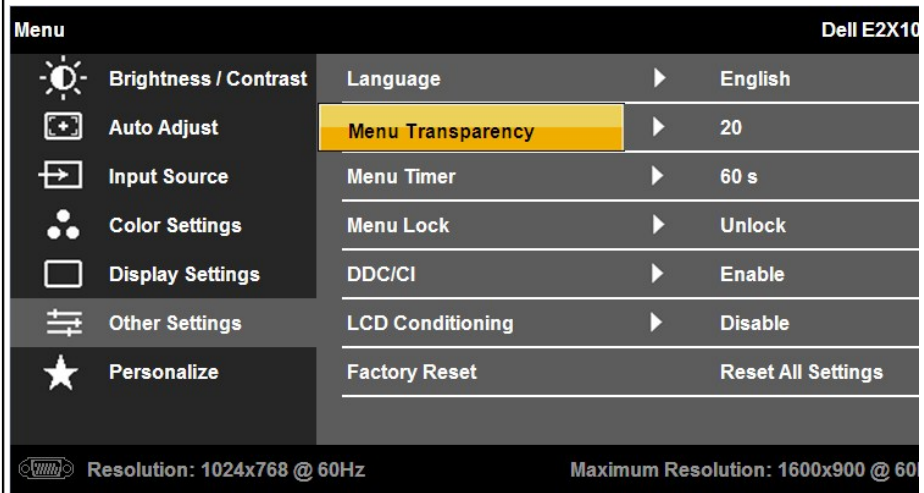 Menu Dell E2X10
Brightness / Contrast Language English
Auto Adjust Menu Transparency 20
Input Source Menu Timer 60 s
Color Settings Menu Lock Unlock
Display Settings DDC/CI Enable
Other Settings LCD Conditioning Disable
Personalize Factory Reset Reset All Settings
Resolution: 1024x768 @ 60Hz Maximum Resolution: 1600x900 @ 60